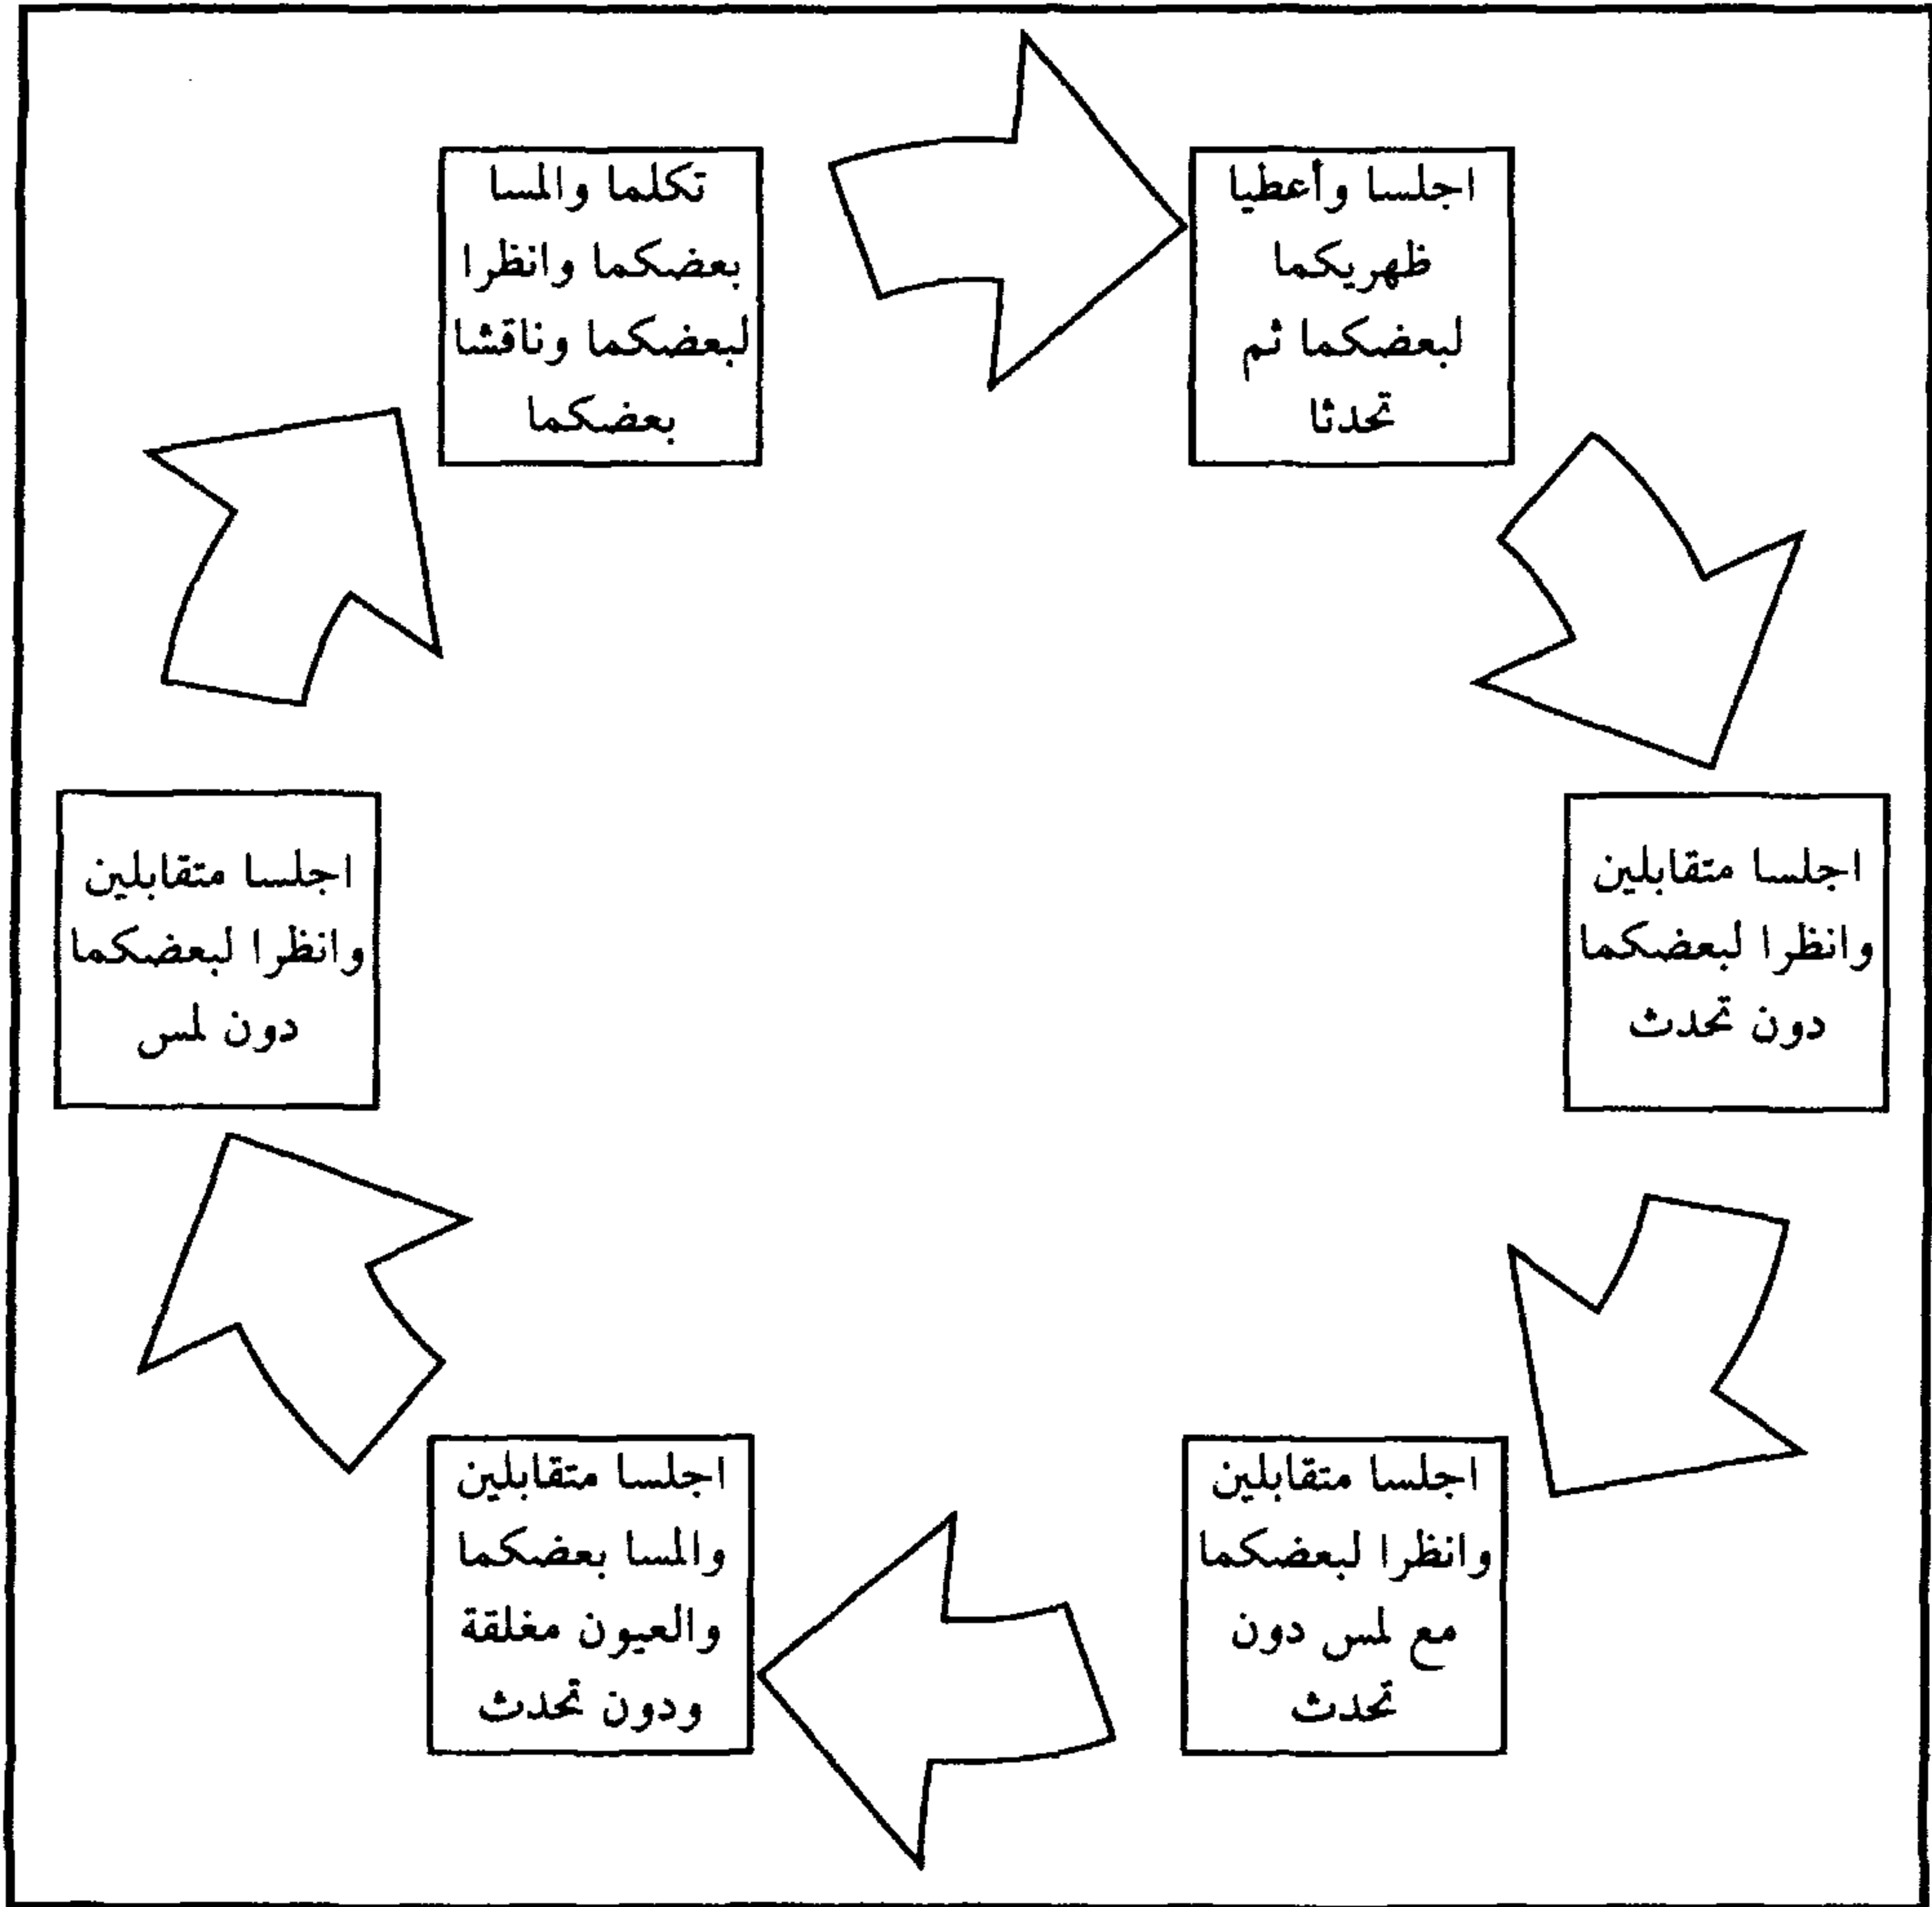 اجلسا وأعطيا
ظهريكما
لبعضكما ثم
تحدثا
اجلسا متقابلين
وانظرا لبعضكما
دون تحدث
اجلسا متقابلين
وانظرا لبعضكما
مع لمس دون
تحدث
اجلسا متقابلين
والمسا بعضكما
والعيون مغلقة
ودون تحدث
اجلسا متقابلين
وانظرا لبعضكما
دون لمس
تكلما والمسا
بعضكما وانظرا
لبعضكما وناقشا
بعضكما